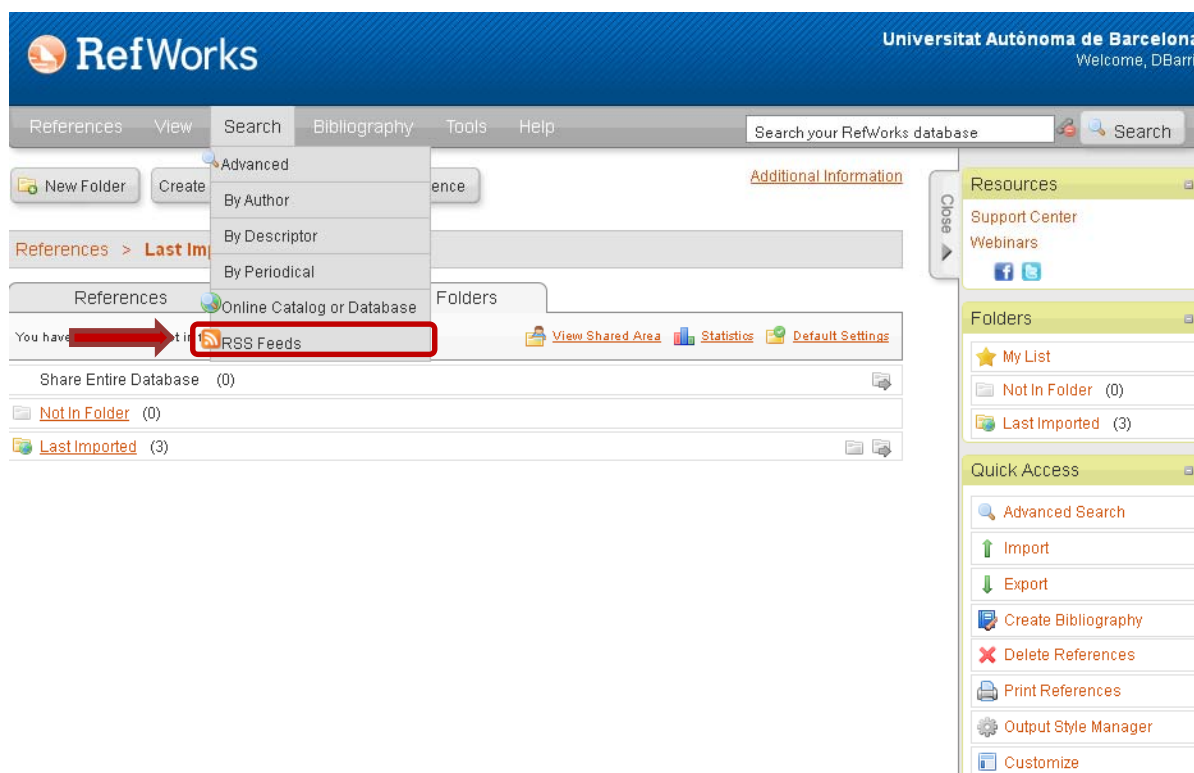 RefWorks
Universitat Autònoma de Barcelona
Welcome, DBarri
References View Search Bibliography Tools Help
Search your RefWorks database
Search
Advanced
By Author
By Descriptor
By Periodical
Online Catalog or Database
RSS Feeds
New Folder
Create
ence
Additional Information
Close
References > Last Im
References
Folders
You have
t in
View Shared Area
Statistics
Default Settings
Share Entire Database (0)
Not In Folder (0)
Last Imported (3)
Resources
Support Center
Webinars
Folders
My List
Not In Folder (0)
Last Imported (3)
Quick Access
Advanced Search
Import
Export
Create Bibliography
Delete References
Print References
Output Style Manager
Customize